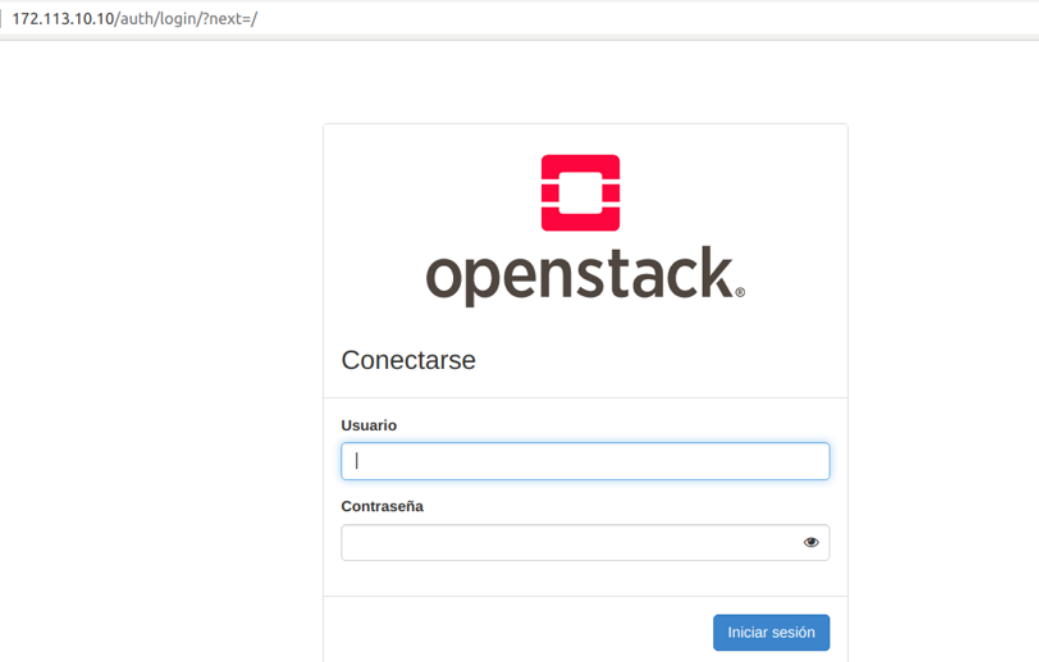 172.113.10.10/auth/login/?next=/
openstack.®
Conectarse
Usuario
Contraseña
Iniciar sesión